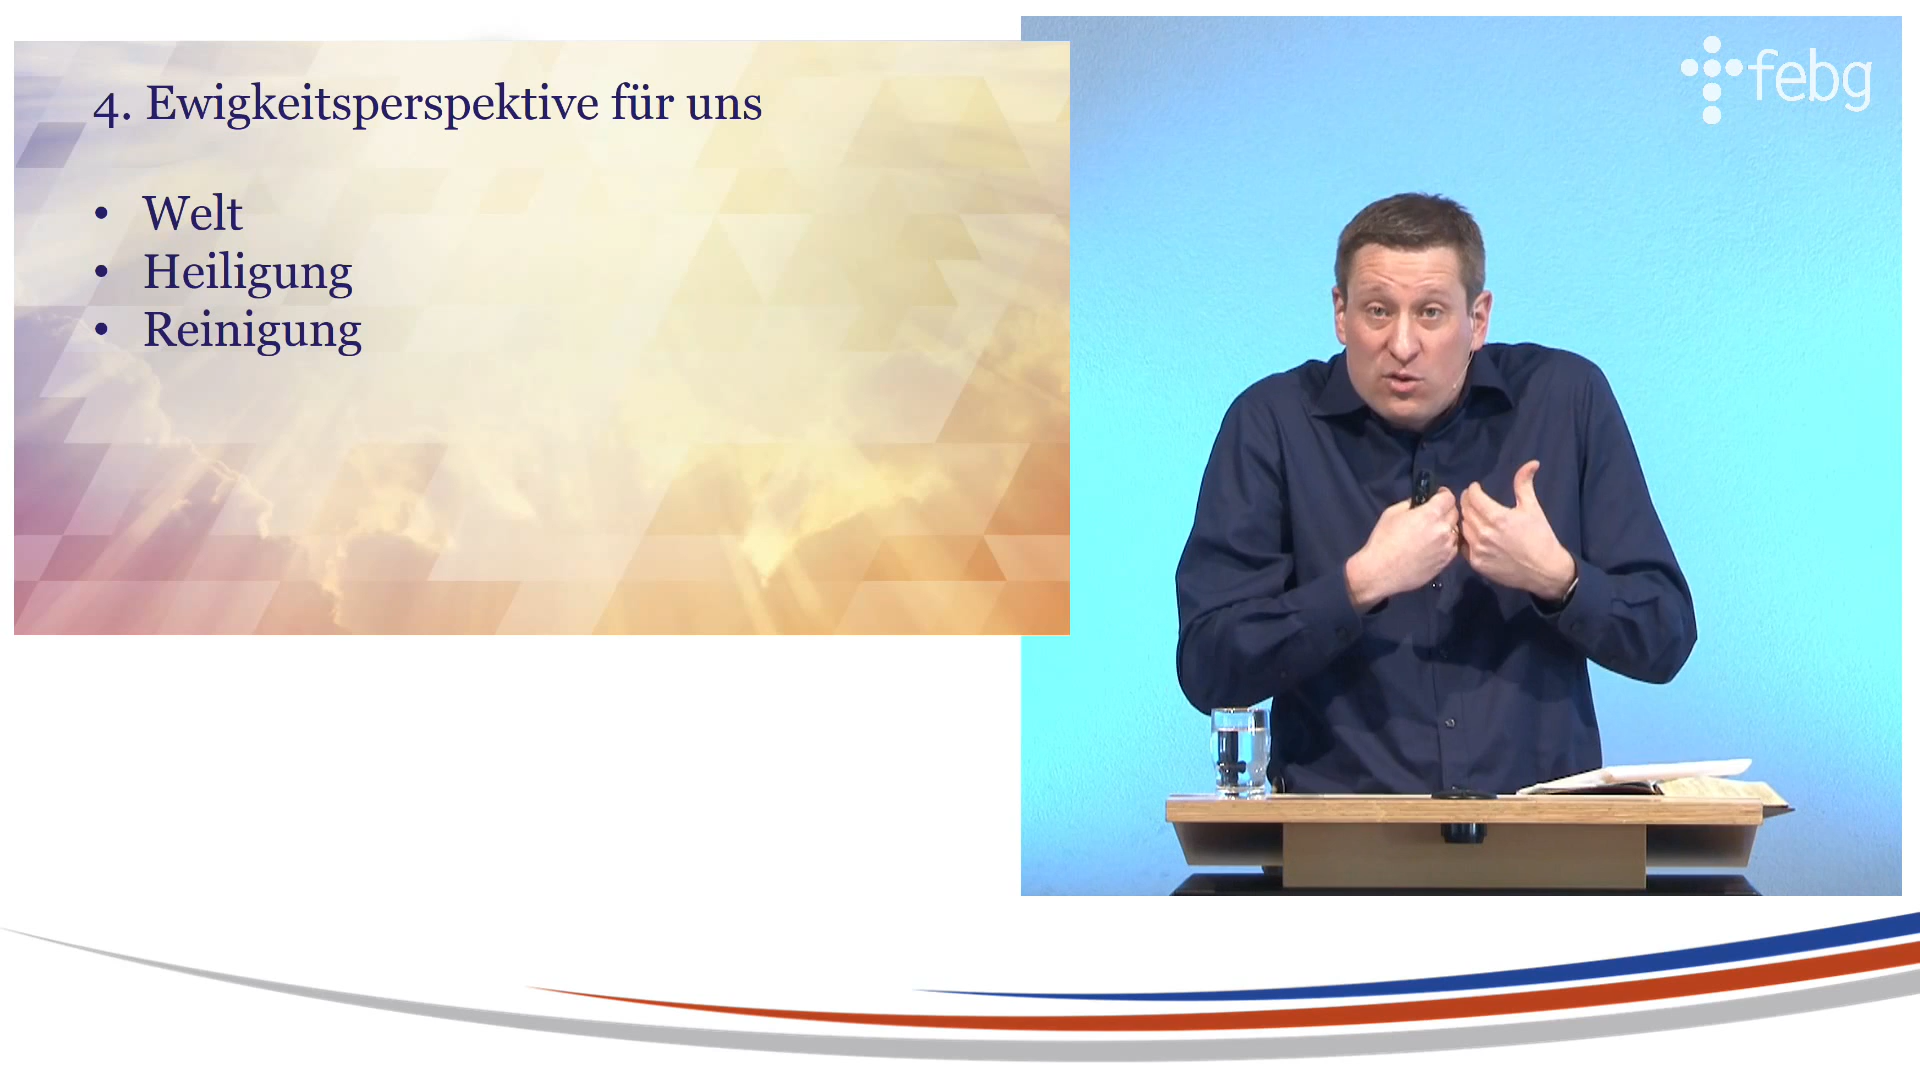 4. Ewigkeitsperspektive für uns
• Welt
• Heiligung
• Reinigung
febg